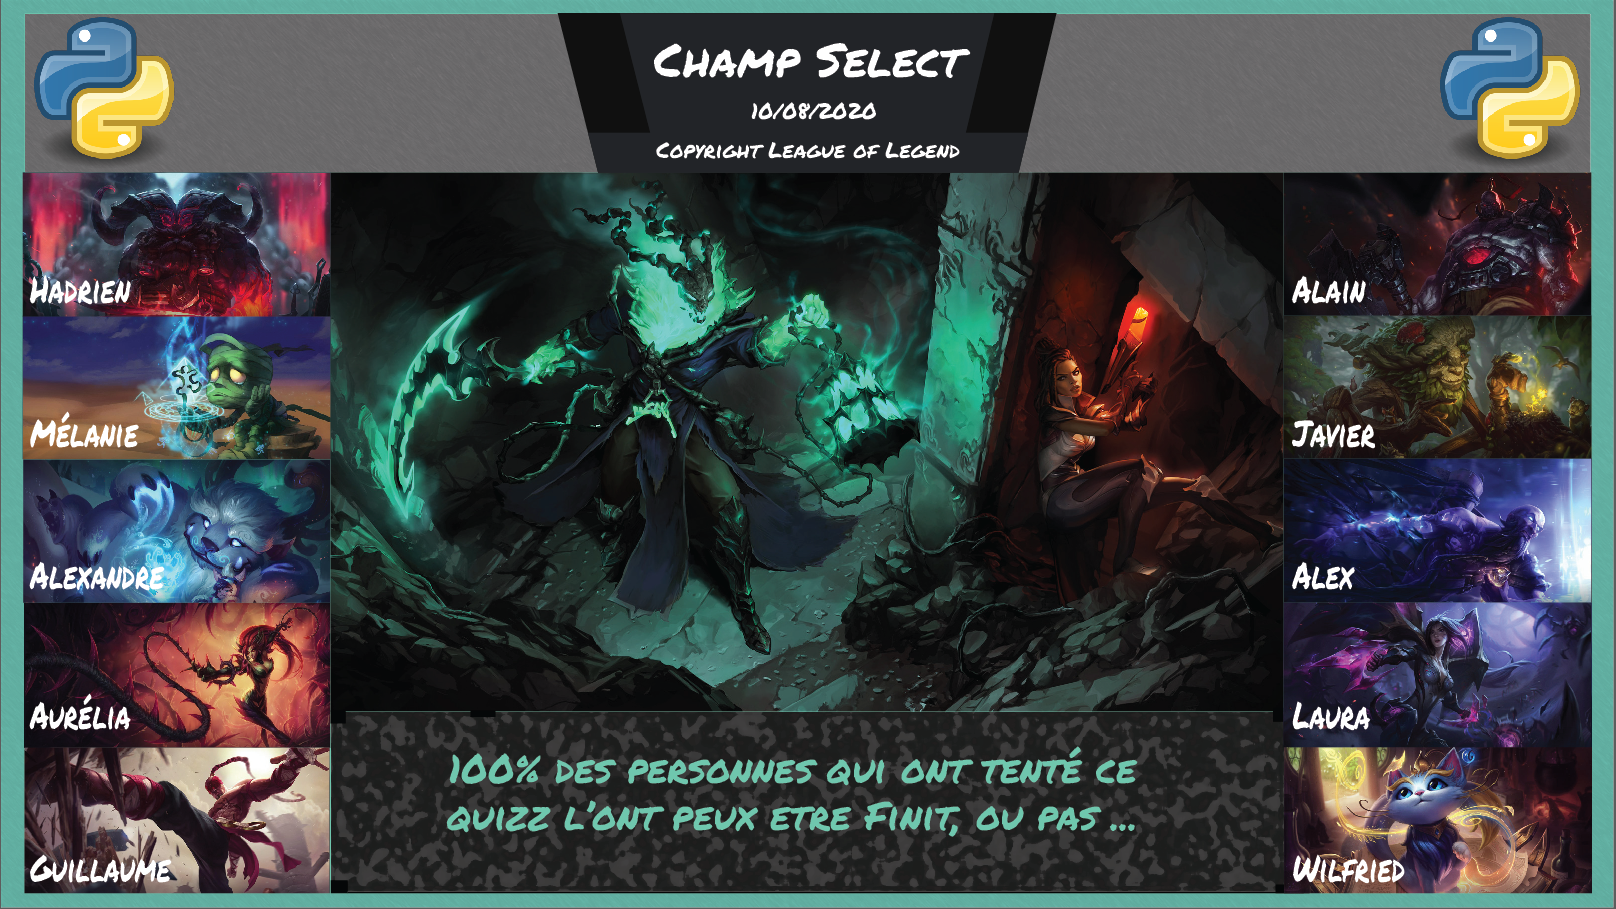 Champ Select
10/08/2020
Copyright League of Legend
Hadrien
Mélanie
Alexandre
Aurélia
Guillaume
Alain
Javier
Alex
Laura
Wilfried
100% des personnes qui ont tenté ce
quizz l'ont peux etre Finit, ou pas ...